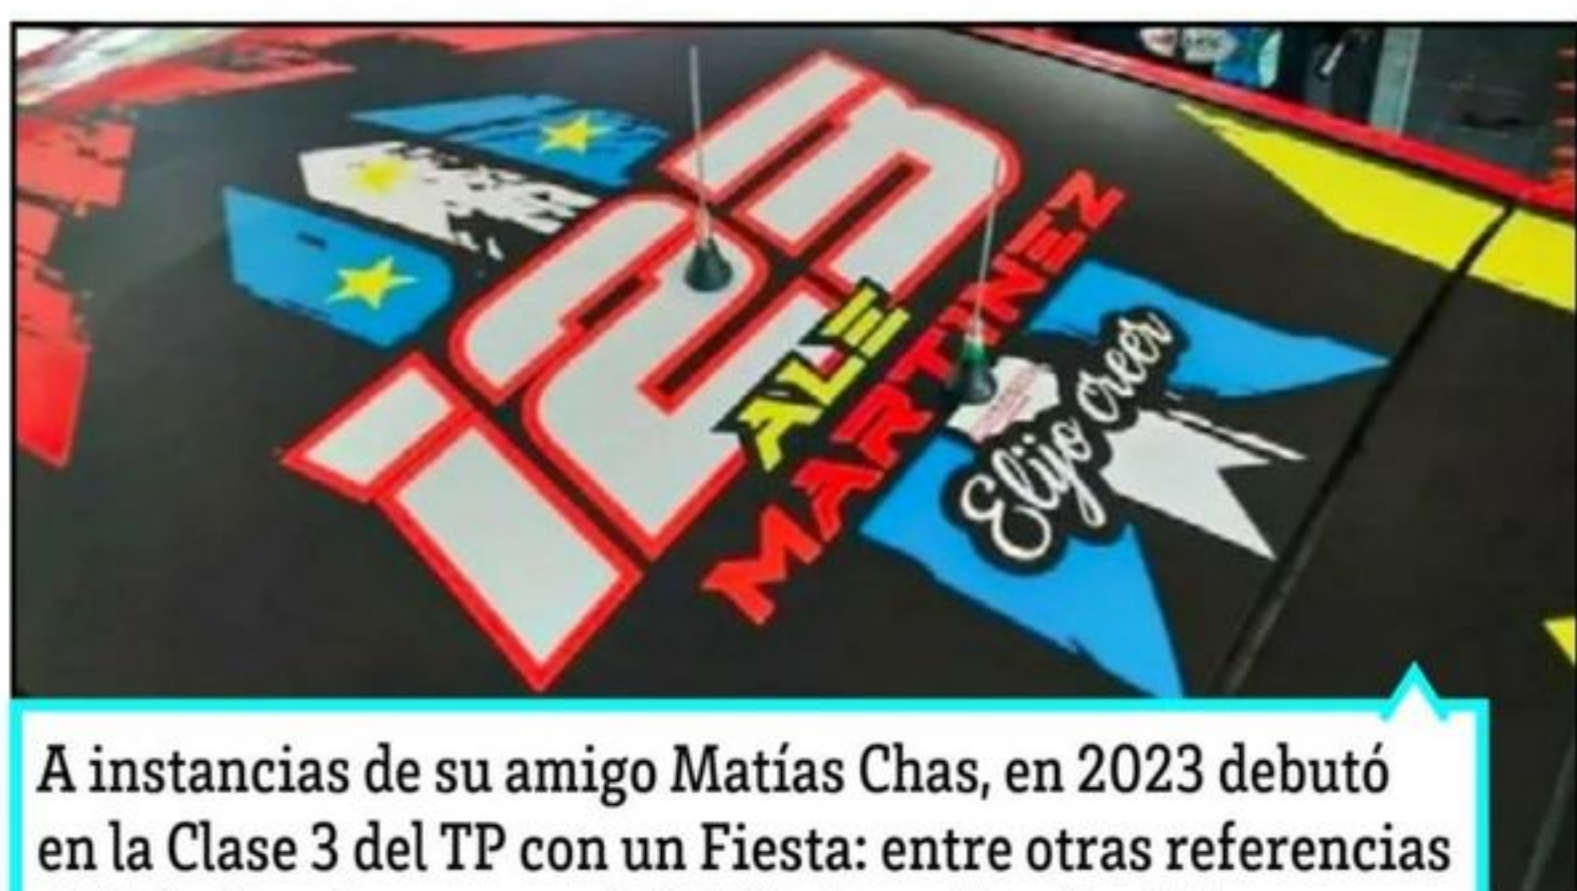 123
ALE
MARTINEZ
Elijo creer
A instancias de su amigo Matías Chas, en 2023 debutó
en la Clase 3 del TP con un Fiesta: entre otras referencias